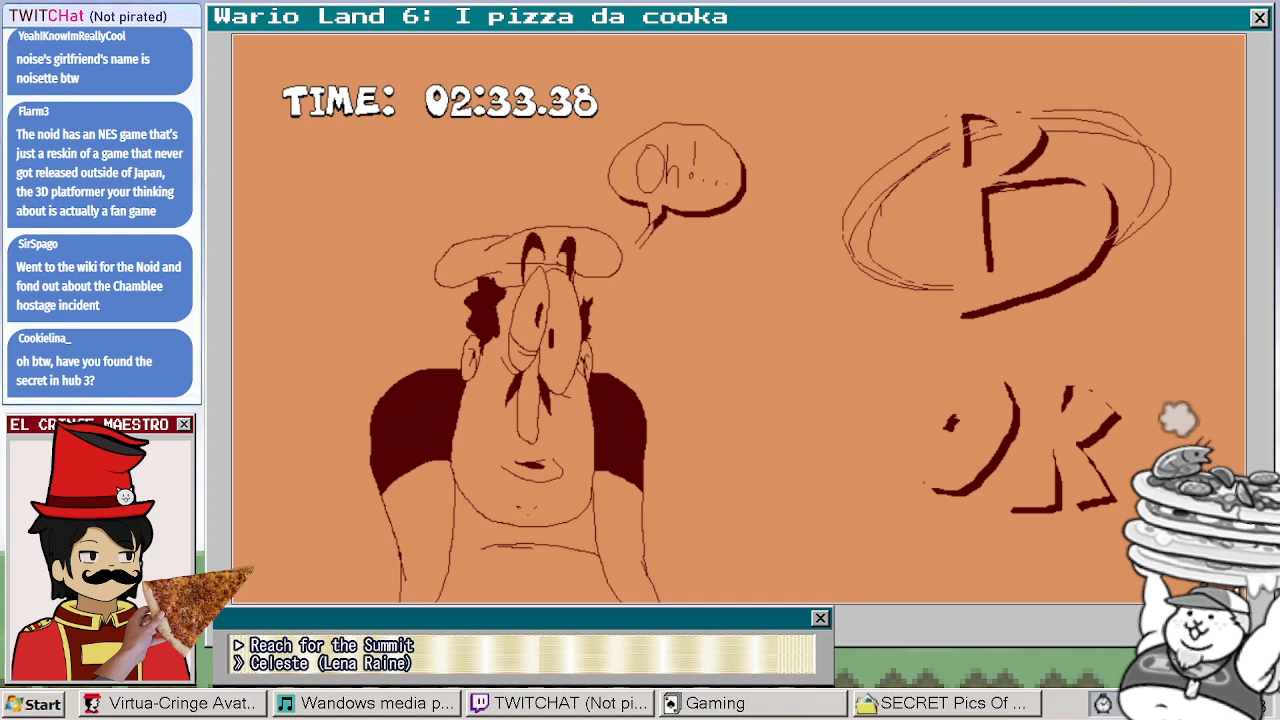 TWITCHat (Not pirated)
Wario Land 6: I pizza da cooka
YeahIKnowImReallyCool
noise's girlfriend's name is
noisette btw
Flarm3
The noid has an NES game that's
just a reskin of a game that never
got released outside of Japan,
the 3D platformer your thinking
about is actually a fan game
SirSpago
Went to the wiki for the Noid and
fond out about the Chamblee
hostage incident
Cookielina_
oh btw, have you found the
secret in hub 3?
TIME: 02:33.38
Oh!...
D
OK
EL CRINGE MAESTRO
Reach for the Summit
Celeste (Lena Raine)
Start
Virtua-Cringe Avat...
Wandows media p...
TWITCHAT (Not pi...
Gaming
SECRET Pics Of ...